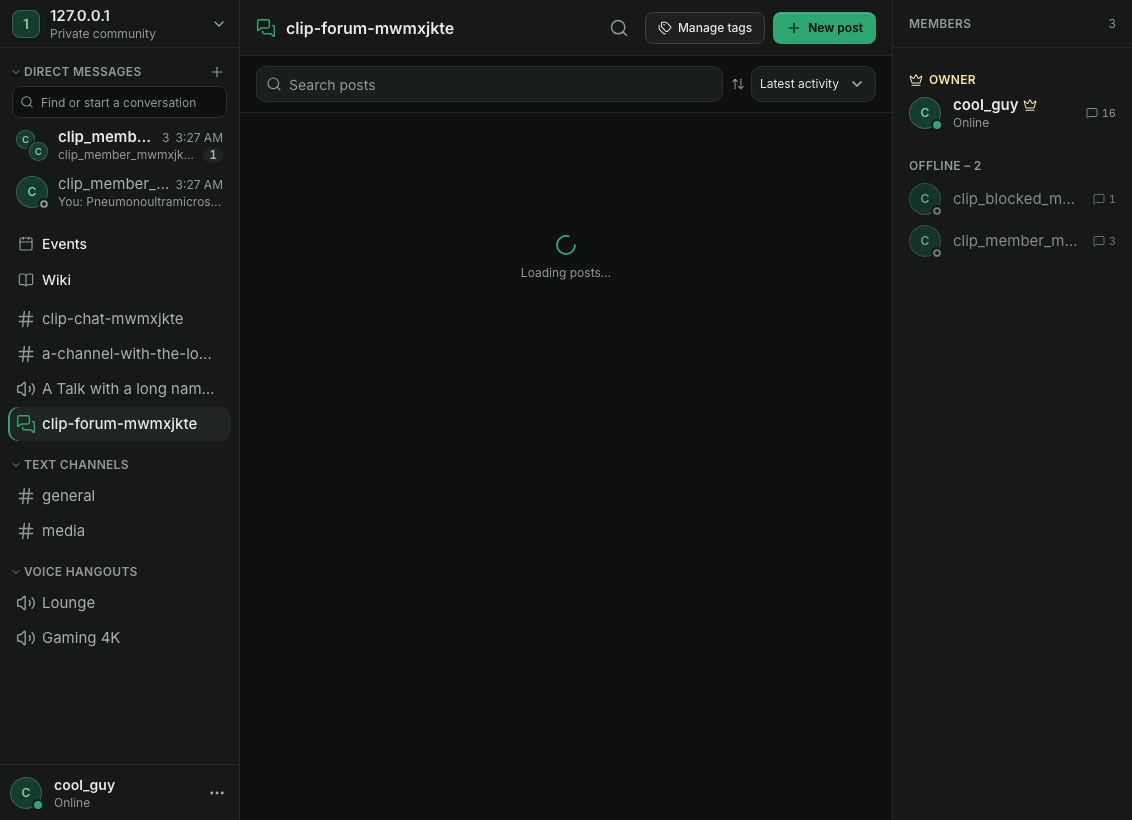 1
127.0.0.1
Private community
DIRECT MESSAGES
Find or start a conversation
C
C
clip_memb... 3 3:27 AM
clip_member_mwmxjk... 1
C
clip_member_... 3:27 AM
You: Pneumonoultramicros...
Events
Wiki
clip-chat-mwmxjkte
a-channel-with-the-lo...
A Talk with a long nam...
clip-forum-mwmxjkte
TEXT CHANNELS
general
media
VOICE HANGOUTS
Lounge
Gaming 4K
C
cool_guy
Online
clip-forum-mwmxjkte
Manage tags
New post
Search posts
Latest activity
Loading posts...
MEMBERS 3
OWNER
C
cool_guy
Online
16
OFFLINE – 2
C
clip_blocked_m... 1
C
clip_member_m... 3